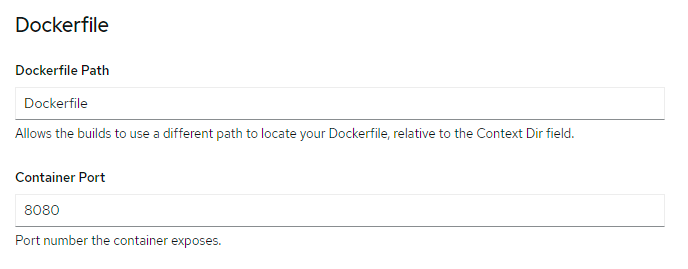 Dockerfile
Dockerfile Path
Dockerfile
Allows the builds to use a different path to locate your Dockerfile, relative to the Context Dir field.
Container Port
8080
Port number the container exposes.